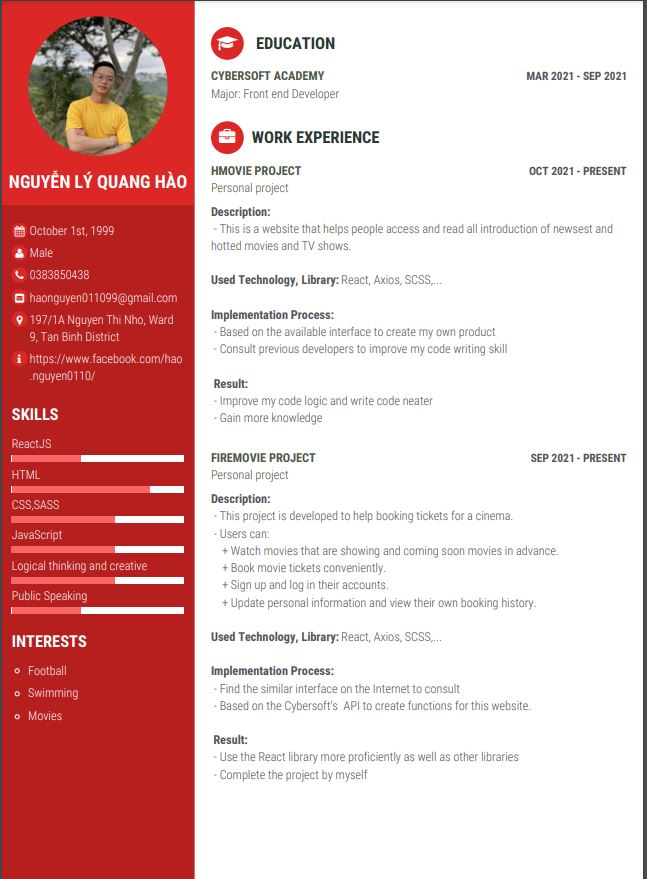 NGUYỄN LÝ QUANG HÀO
October 1st, 1999
Male
0383850438
haonguyen011099@gmail.com
197/1A Nguyen Thi Nho, Ward
9, Tan Binh District
https://www.facebook.com/hao
.nguyen0110/
SKILLS
ReactJS
HTML
CSS,SASS
JavaScript
Logical thinking and creative
Public Speaking
INTERESTS
Football
Swimming
Movies
EDUCATION
CYBERSOFT ACADEMY MAR 2021 - SEP 2021
Major: Front end Developer
WORK EXPERIENCE
HMOVIE PROJECT OCT 2021 - PRESENT
Personal project
Description:
- This is a website that helps people access and read all introduction of newsest and
hotted movies and TV shows.
Used Technology, Library: React, Axios, SCSS,...
Implementation Process:
- Based on the available interface to create my own product
- Consult previous developers to improve my code writing skill
Result:
- Improve my code logic and write code neater
- Gain more knowledge
FIREMOVIE PROJECT SEP 2021 - PRESENT
Personal project
Description:
- This project is developed to help booking tickets for a cinema.
- Users can:
+ Watch movies that are showing and coming soon movies in advance.
+ Book movie tickets conveniently.
+ Sign up and log in their accounts.
+ Update personal information and view their own booking history.
Used Technology, Library: React, Axios, SCSS,...
Implementation Process:
- Find the similar interface on the Internet to consult
- Based on the Cybersoft's API to create functions for this website.
Result:
- Use the React library more proficiently as well as other libraries
- Complete the project by myself